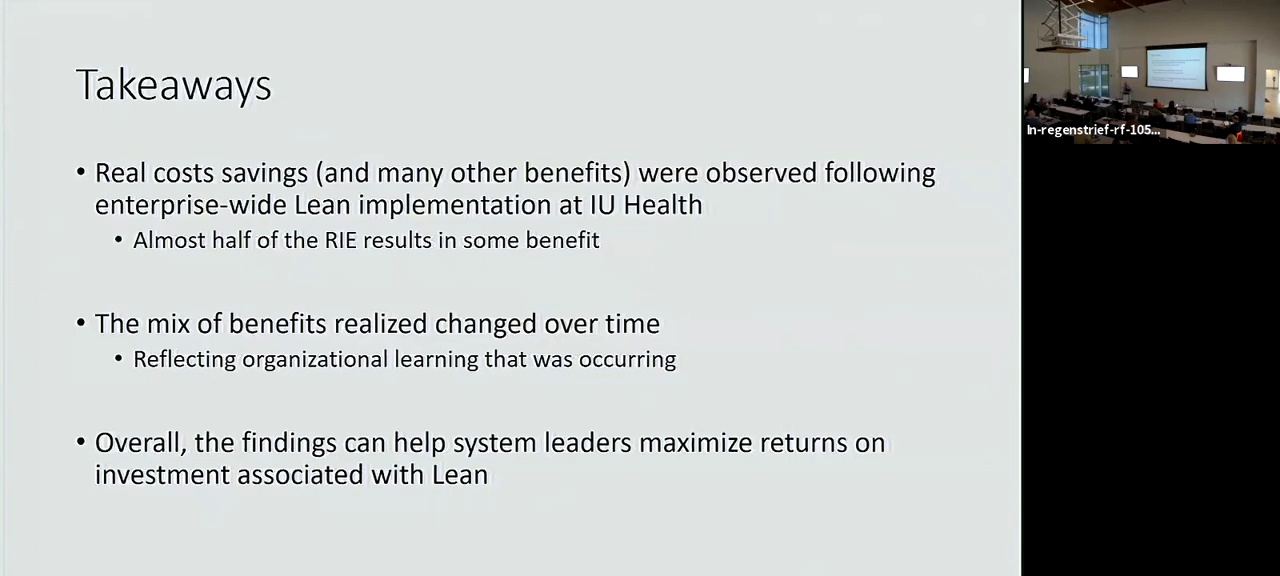 Takeaways
• Real costs savings (and many other benefits) were observed following
enterprise-wide Lean implementation at IU Health
• Almost half of the RIE results in some benefit
• The mix of benefits realized changed over time
• Reflecting organizational learning that was occurring
• Overall, the findings can help system leaders maximize returns on
investment associated with Lean
In-regenstrief-rf-105...